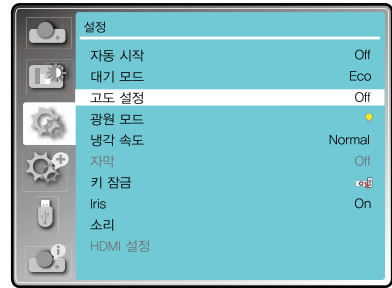 설정
자동 시작 Off
대기 모드 Eco
고도 설정 Off
광원 모드
냉각 속도 Normal
자막 Off
키 잠금
Iris On
소리
HDMI 설정